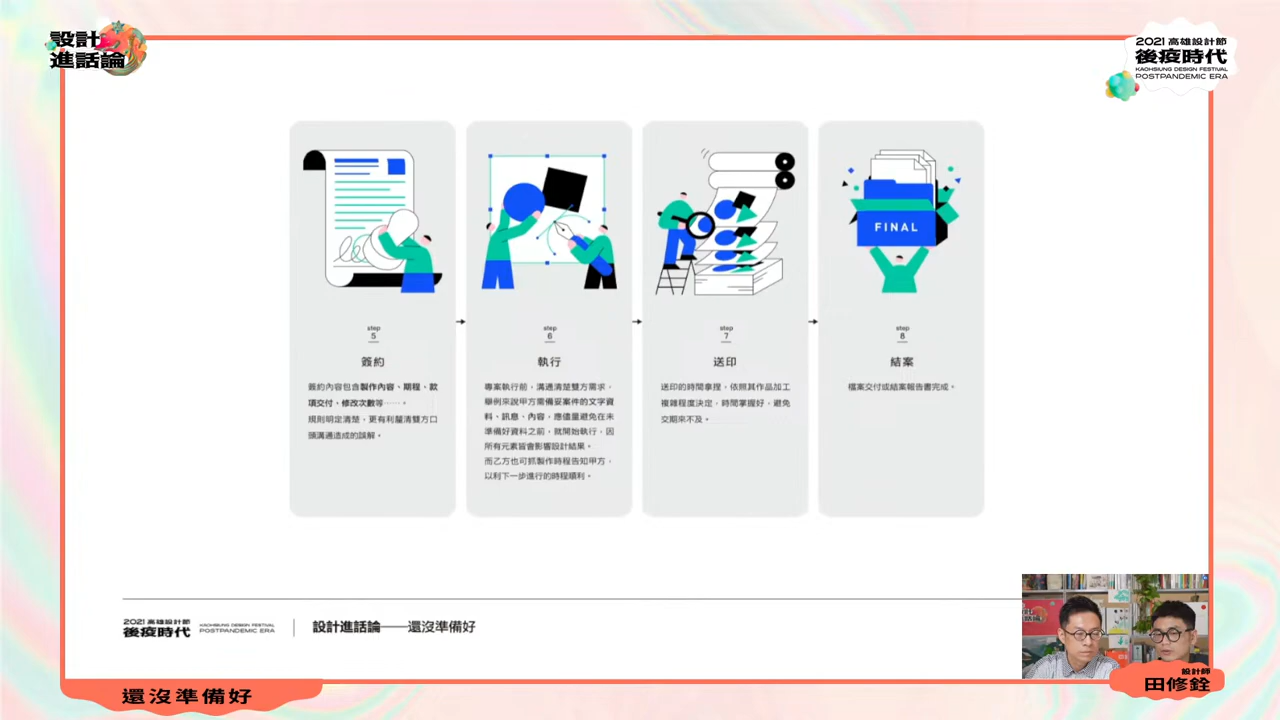 設計
進話論
2021 高雄設計節
後疫時代
KAOHSIUNG DESIGN FESTIVAL
POSTPANDEMIC ERA
step
5
簽約
簽約內容包含製作內容、期程、款
項交付、修改次數等⋯⋯。
規則明定清楚，更有利釐清雙方口
頭溝通造成的誤解。
step
6
執行
專案執行前，溝通清楚雙方需求，
舉例來說甲方需備妥案件的文字資
料、訊息、內容，應儘量避免在未
準備好資料之前，就開始執行，因
所有元素皆會影響設計結果。
而乙方也可抓製作時程告知甲方，
以利下一步進行的時程順利。
step
7
送印
送印的時間拿捏，依照其作品加工
複雜程度決定，時間掌握好，避免
交期來不及。
FINAL
step
8
結案
檔案交付或結案報告書完成。
2021 高雄設計節
後疫時代
KAOHSIUNG DESIGN FESTIVAL
POSTPANDEMIC ERA
設計進話論——還沒準備好
還沒準備好
設計師
田修銓